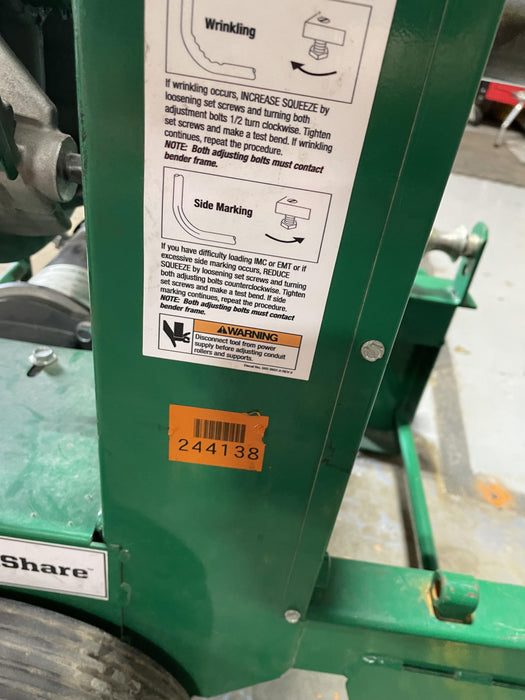 Wrinkling
If wrinkling occurs, INCREASE SQUEEZE by
loosening set screws and turning both
adjustment bolts 1/2 turn clockwise. Tighten
set screws and make a test bend. If wrinkling
continues, repeat the procedure.
NOTE: Both adjusting bolts must contact
bender frame.
Side Marking
If you have difficulty loading IMC or EMT or if
excessive side marking occurs, REDUCE
SQUEEZE by loosening set screws and turning
both adjusting bolts counterclockwise. Tighten
set screws and make a test bend. If side
marking continues, repeat the procedure.
NOTE: Both adjusting bolts must contact
bender frame.
WARNING
Disconnect tool from power
supply before adjusting conduit
rollers and supports.
244138
Share™